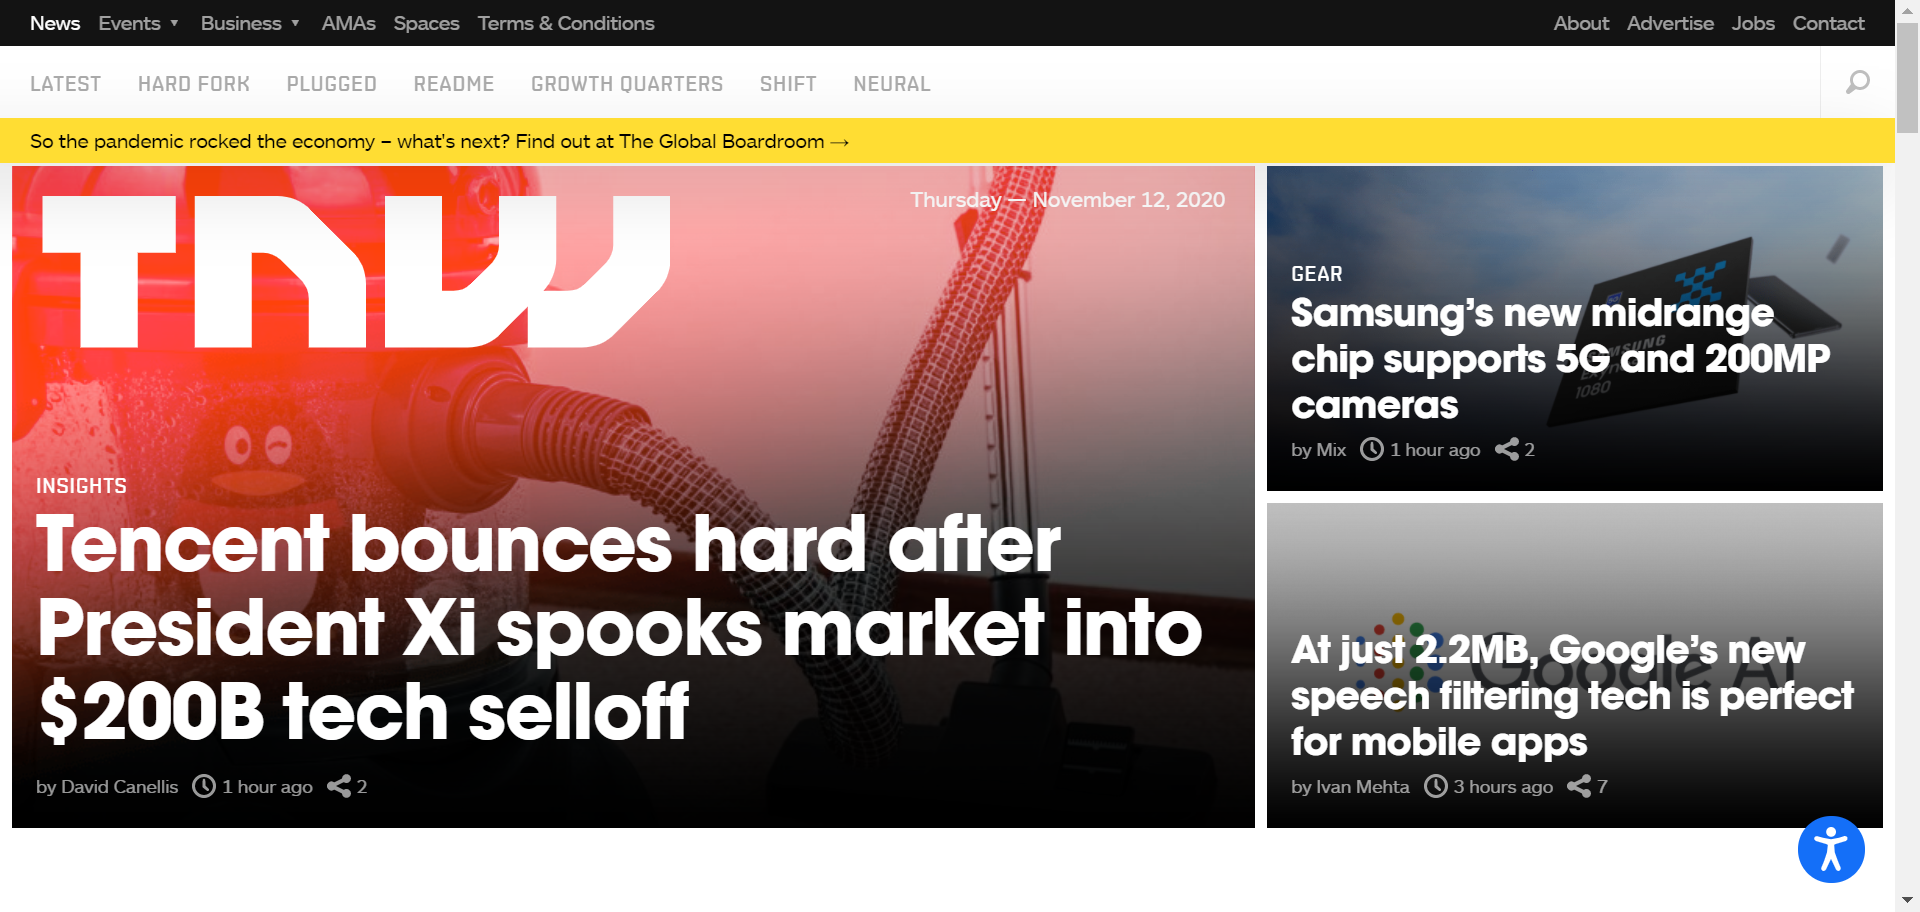 News Events Business AMAs Spaces Terms & Conditions About Advertise Jobs Contact
LATEST HARD FORK PLUGGED README GROWTH QUARTERS SHIFT NEURAL
So the pandemic rocked the economy – what's next? Find out at The Global Boardroom →
TNW
Thursday — November 12, 2020
INSIGHTS
Tencent bounces hard after
President Xi spooks market into
$200B tech selloff
by David Canellis 1 hour ago 2
GEAR
Samsung’s new midrange
chip supports 5G and 200MP
cameras
by Mix 1 hour ago 2
SAMSUNG
Exynos
1080
Google AI
At just 2.2MB, Google’s new
speech filtering tech is perfect
for mobile apps
by Ivan Mehta 3 hours ago 7